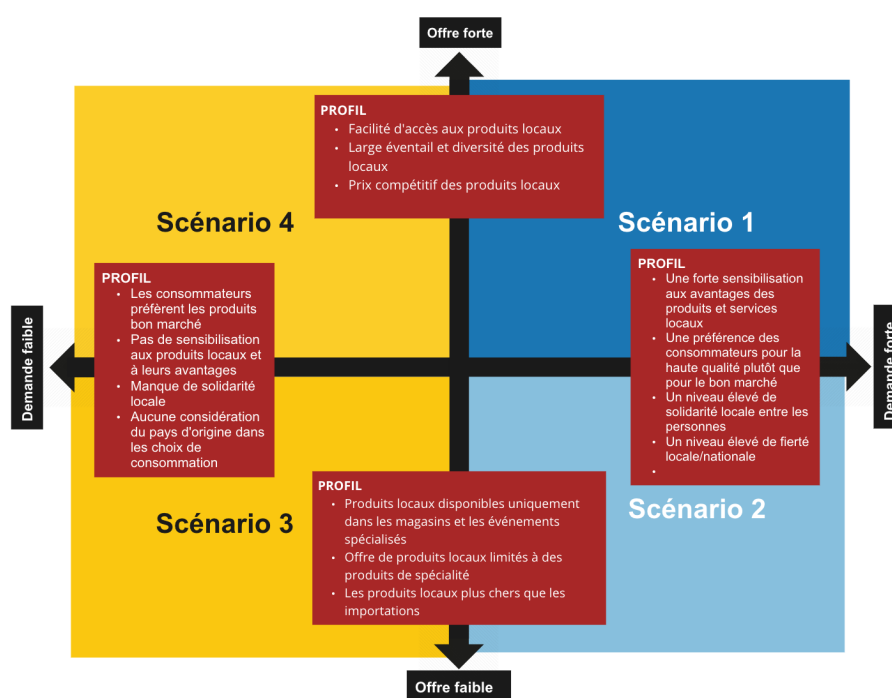 Offre forte
PROFIL
• Facilité d'accès aux produits locaux
• Large éventail et diversité des produits
locaux
• Prix compétitif des produits locaux
Scénario 4
Scénario 1
PROFIL
• Les consommateurs
préfèrent les produits
bon marché
• Pas de sensibilisation
aux produits locaux et
à leurs avantages
• Manque de solidarité
locale
• Aucune considération
du pays d'origine dans
les choix de
consommation
PROFIL
• Une forte sensibilisation
aux avantages des
produits et services
locaux
• Une préférence des
consommateurs pour la
haute qualité plutôt que
pour le bon marché
• Un niveau élevé de
solidarité locale entre les
personnes
• Un niveau élevé de fierté
locale/nationale
•
Demande faible
Demande forte
Scénario 3
Scénario 2
PROFIL
• Produits locaux disponibles uniquement
dans les magasins et les événements
spécialisés
• Offre de produits locaux limités à des
produits de spécialité
• Les produits locaux plus chers que les
importations
Offre faible